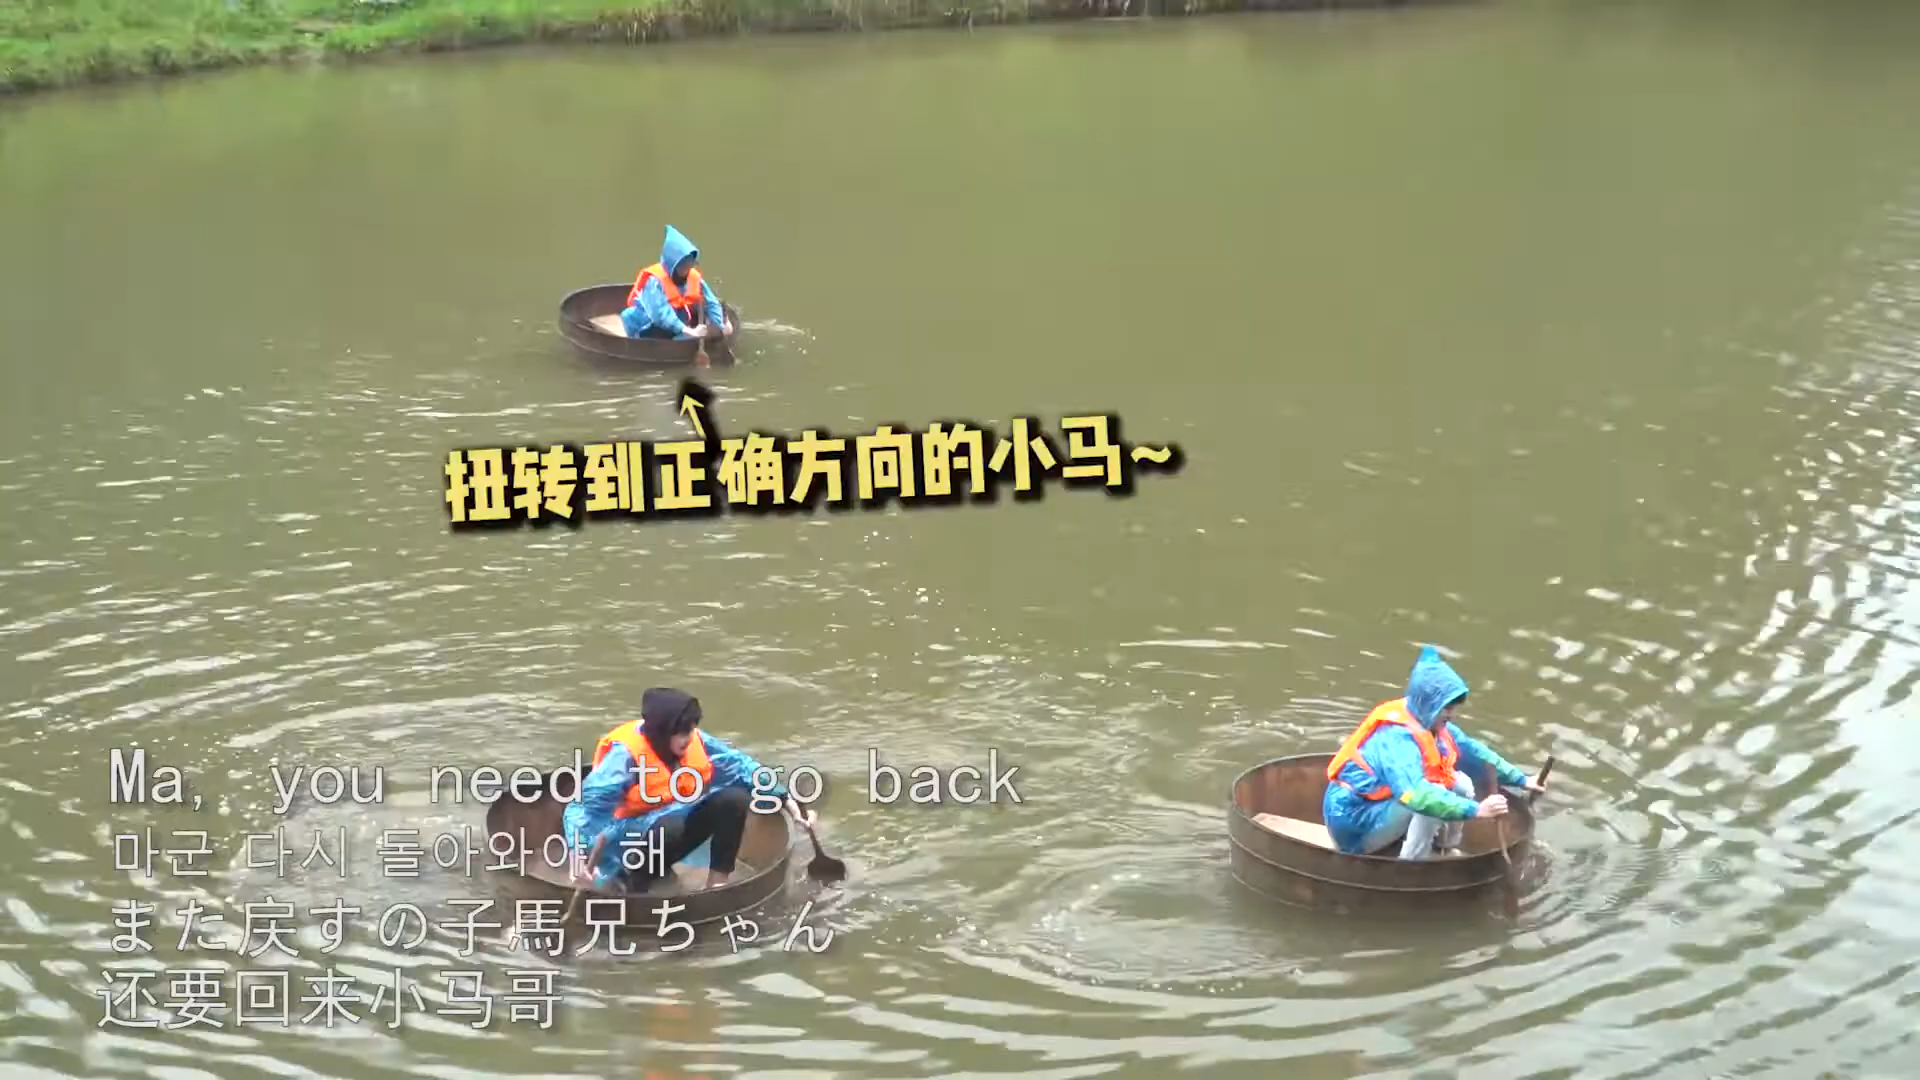 扭转到正确方向的小马~
Ma, you need to go back
마군 다시 돌아와야 해
また戻すの子馬兄ちゃん
还要回来小马哥